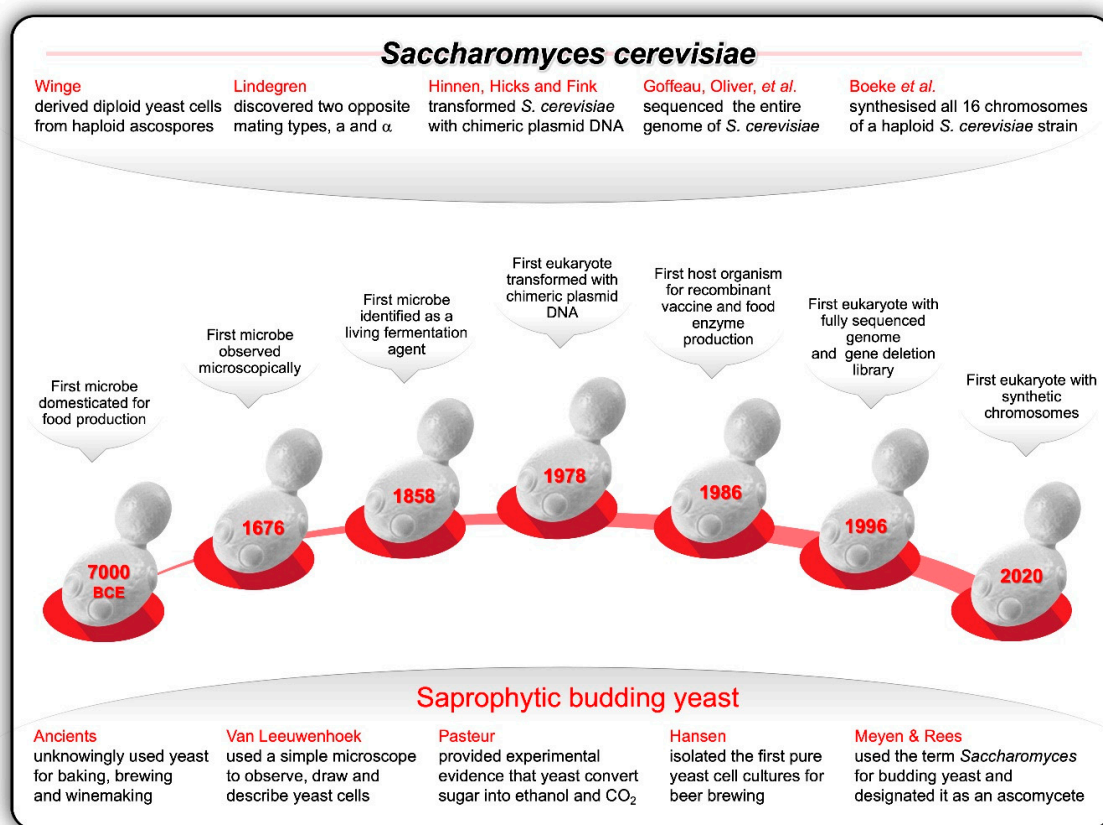 Saccharomyces cerevisiae
Winge
derived diploid yeast cells
from haploid ascospores
Lindegren
discovered two opposite
mating types, a and α
Hinnen, Hicks and Fink
transformed S. cerevisiae
with chimeric plasmid DNA
Goffeau, Oliver, et al.
sequenced the entire
genome of S. cerevisiae
Boeke et al.
synthesised all 16 chromosomes
of a haploid S. cerevisiae strain
First microbe
domesticated for
food production
First microbe
observed
microscopically
First microbe
identified as a
living fermentation
agent
First eukaryote
transformed with
chimeric plasmid
DNA
First host organism
for recombinant
vaccine and food
enzyme
production
First eukaryote with
fully sequenced
genome
and gene deletion
library
First eukaryote with
synthetic
chromosomes
7000
BCE
1676
1858
1978
1986
1996
2020
Saprophytic budding yeast
Ancients
unknowingly used yeast
for baking, brewing
and winemaking
Van Leeuwenhoek
used a simple microscope
to observe, draw and
describe yeast cells
Pasteur
provided experimental
evidence that yeast convert
sugar into ethanol and CO₂
Hansen
isolated the first pure
yeast cell cultures for
beer brewing
Meyen & Rees
used the term Saccharomyces
for budding yeast and
designated it as an ascomycete